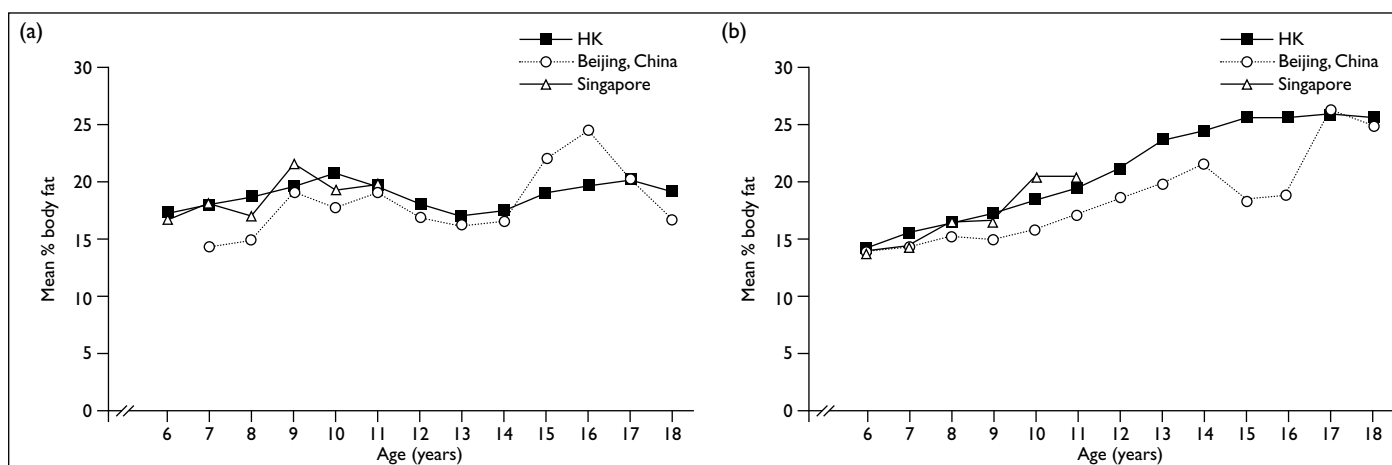 (a)
HK
Beijing, China
Singapore
30
25
20
15
10
5
0
Mean % body fat
6 7 8 9 10 11 12 13 14 15 16 17 18
Age (years)
(b)
HK
Beijing, China
Singapore
30
25
20
15
10
5
0
Mean % body fat
6 7 8 9 10 11 12 13 14 15 16 17 18
Age (years)